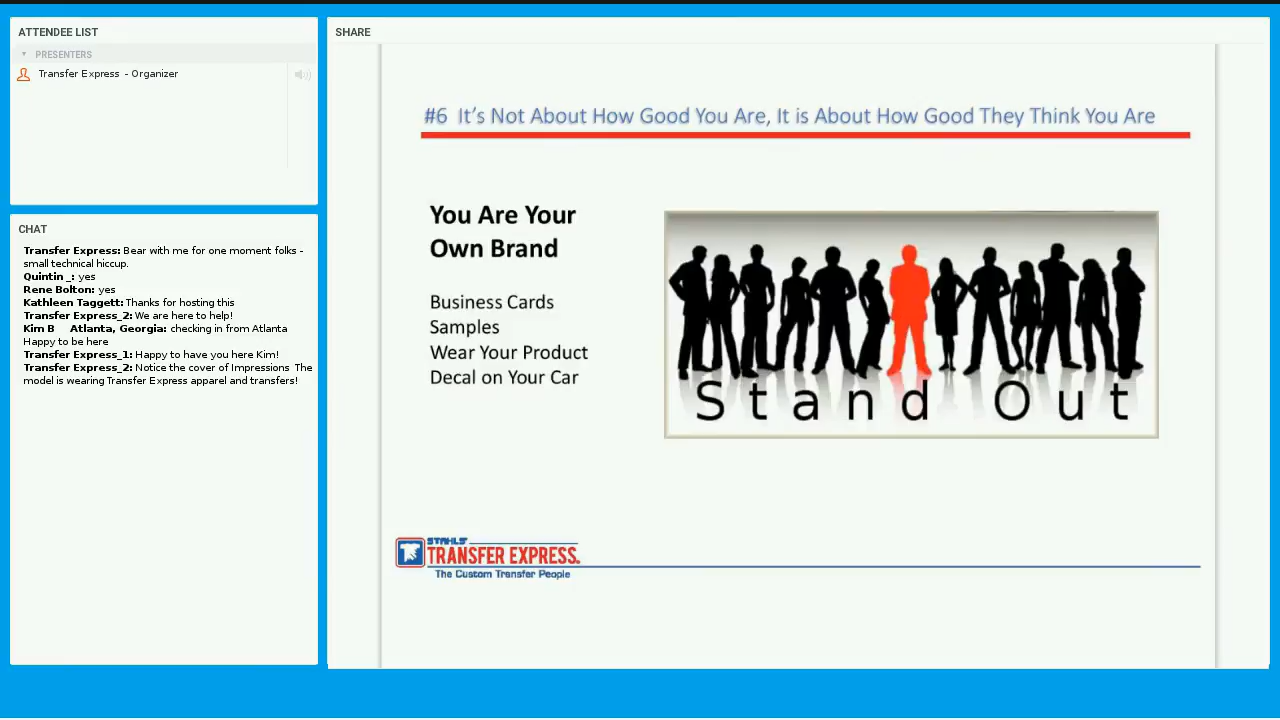 ATTENDEE LIST
PRESENTERS
Transfer Express - Organizer
CHAT
Transfer Express: Bear with me for one moment folks -
small technical hiccup.
Quintin _: yes
Rene Bolton: yes
Kathleen Taggett: Thanks for hosting this
Transfer Express_2: We are here to help!
Kim B Atlanta, Georgia: checking in from Atlanta
Happy to be here
Transfer Express_1: Happy to have you here Kim!
Transfer Express_2: Notice the cover of Impressions The
model is wearing Transfer Express apparel and transfers!
SHARE
#6 It's Not About How Good You Are, It is About How Good They Think You Are
You Are Your
Own Brand
Business Cards
Samples
Wear Your Product
Decal on Your Car
Stand Out
STAHLS'
TRANSFER EXPRESS.
The Custom Transfer People